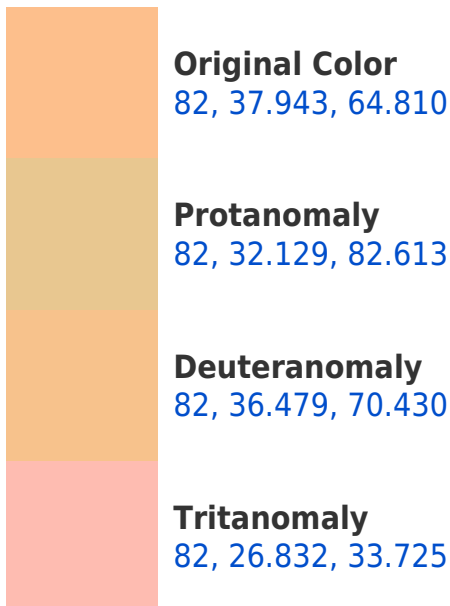 Original Color
82, 37.943, 64.810
Protanomaly
82, 32.129, 82.613
Deuteranomaly
82, 36.479, 70.430
Tritanomaly
82, 26.832, 33.725